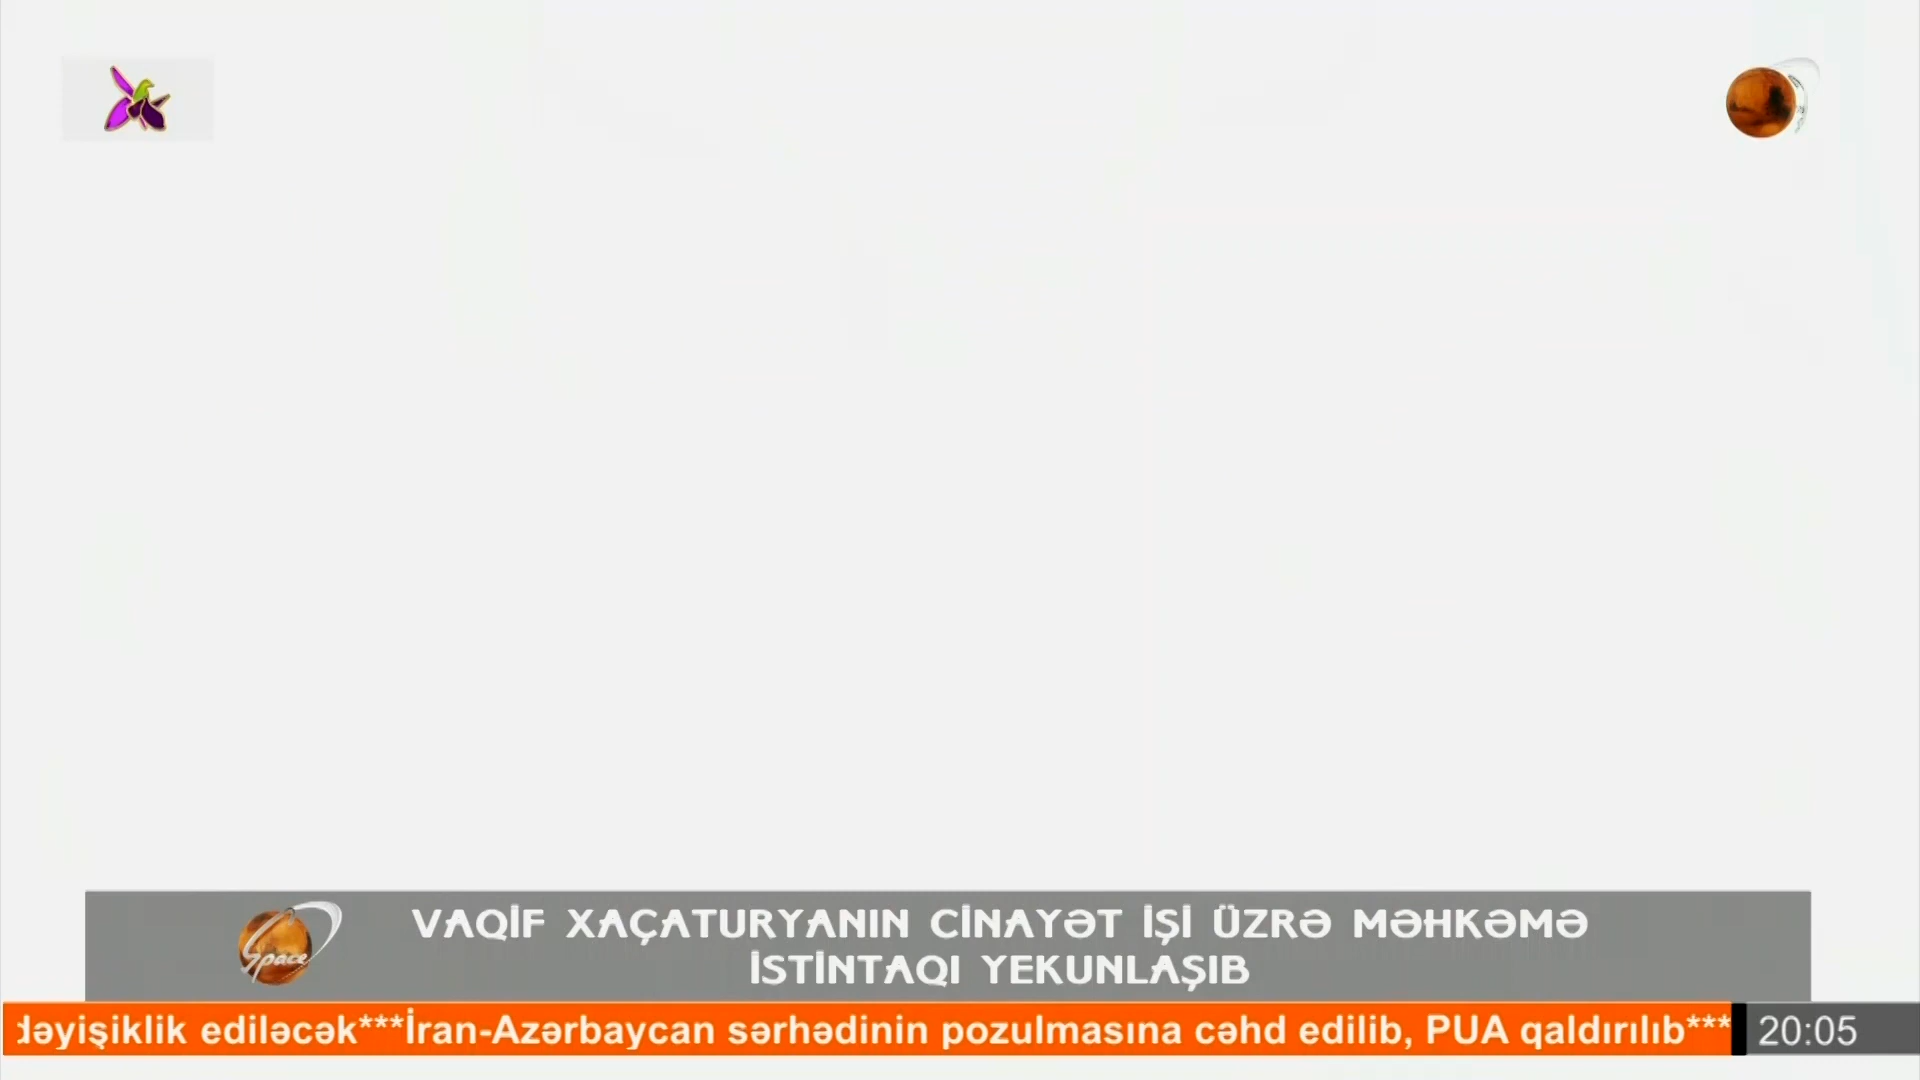 VAQİF XAÇATURYANIN CİNAYƏT İŞİ ÜZRƏ MƏHKƏMƏ
Space
İSTİNTAQI YEKUNLAŞIB
dəyişiklik ediləcək***İran-Azərbaycan sərhədinin pozulmasına cəhd edilib, PUA qaldırılıb***
20:05